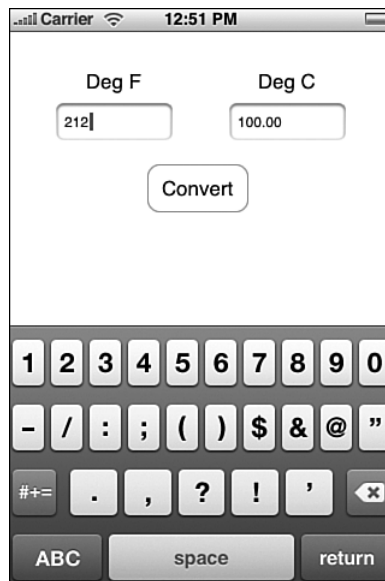 Carrier 12:51 PM
Deg F Deg C
212 100.00
Convert
1 2 3 4 5 6 7 8 9 0
- / : ; ( ) $ & @ "
#+= . , ? ! '
ABC space return